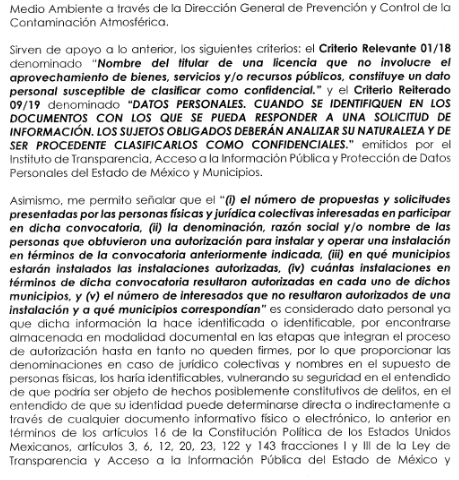 Medio Ambiente a través de la Dirección General de Prevención y Control de la
Contaminación Atmosférica.
Sirven de apoyo a lo anterior, los siguientes criterios: el Criterio Relevante 01/18
denominado "Nombre del titular de una licencia que no involucre el
aprovechamiento de bienes, servicios y/o recursos públicos, constituye un dato
personal susceptible de clasificar como confidencial." y el Criterio Reiterado
09/19 denominado "DATOS PERSONALES. CUANDO SE IDENTIFIQUEN EN LOS
DOCUMENTOS CON LOS QUE SE PUEDA RESPONDER A UNA SOLICITUD DE
INFORMACIÓN. LOS SUJETOS OBLIGADOS DEBERÁN ANALIZAR SU NATURALEZA Y DE
SER PROCEDENTE CLASIFICARLOS COMO CONFIDENCIALES." emitidos por el
Instituto de Transparencia, Acceso a la Información Pública y Protección de Datos
Personales del Estado de México y Municipios.
Asimismo, me permito señalar que el "(i) el número de propuestas y solicitudes
presentadas por las personas físicas y jurídica colectivas interesadas en participar
en dicha convocatoria, (ii) la denominación, razón social y/o nombre de las
personas que obtuvieron una autorización para instalar y operar una instalación
en términos de la convocatoria anteriormente indicada, (iii) en qué municipios
estarán instalados las instalaciones autorizadas, (iv) cuántas instalaciones en
términos de dicha convocatoria resultaron autorizadas en cada uno de dichos
municipios, y (v) el número de interesados que no resultaron autorizados de una
instalación y a qué municipios correspondían" es considerado dato personal ya
que dicha información la hace identificada o identificable, por encontrarse
almacenada en modalidad documental en las etapas que integran el proceso
de autorización hasta en tanto no queden firmes, por lo que proporcionar las
denominaciones en caso de jurídico colectivas y nombres en el supuesto de
personas físicas, los haría identificables, vulnerando su seguridad en el entendido
de que podría ser objeto de hechos posiblemente constitutivos de delitos, en el
entendido de que su identidad puede determinarse directa o indirectamente a
través de cualquier documento informativo físico o electrónico, lo anterior en
términos de los artículos 16 de la Constitución Política de los Estados Unidos
Mexicanos, artículos 3, 6, 12, 20, 23, 122 y 143 fracciones I y III de la Ley de
Transparencia y Acceso a la Información Pública del Estado de México y